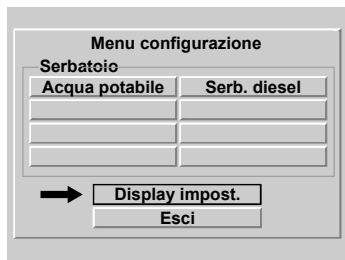 Menu configurazione
Serbatoio
Acqua potabile Serb. diesel
Display impost.
Esci